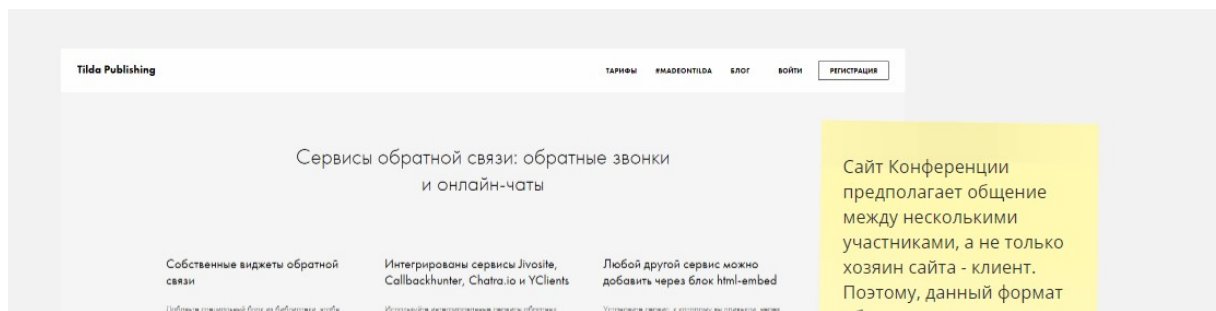 Tilda Publishing
ТАРИФЫ #MADEONTILDA БЛОГ ВОЙТИ РЕГИСТРАЦИЯ
Сервисы обратной связи: обратные звонки
и онлайн-чаты
Собственные виджеты обратной
связи
Интегрированы сервисы Jivosite,
Callbackhunter, Chatra.io и YClients
Любой другой сервис можно
добавить через блок html-embed
Сайт Конференции
предполагает общение
между несколькими
участниками, а не только
хозяин сайта - клиент.
Поэтому, данный формат